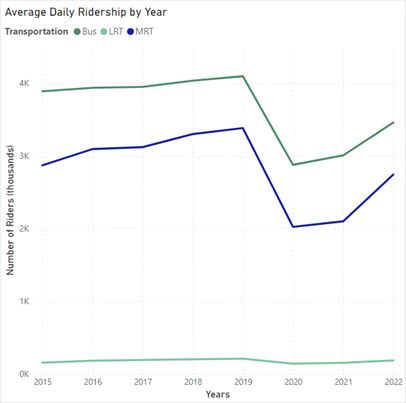 Average Daily Ridership by Year
Transportation Bus LRT MRT
Number of Riders (thousands)
4K
3K
2K
1K
0K
2015 2016 2017 2018 2019 2020 2021 2022
Years